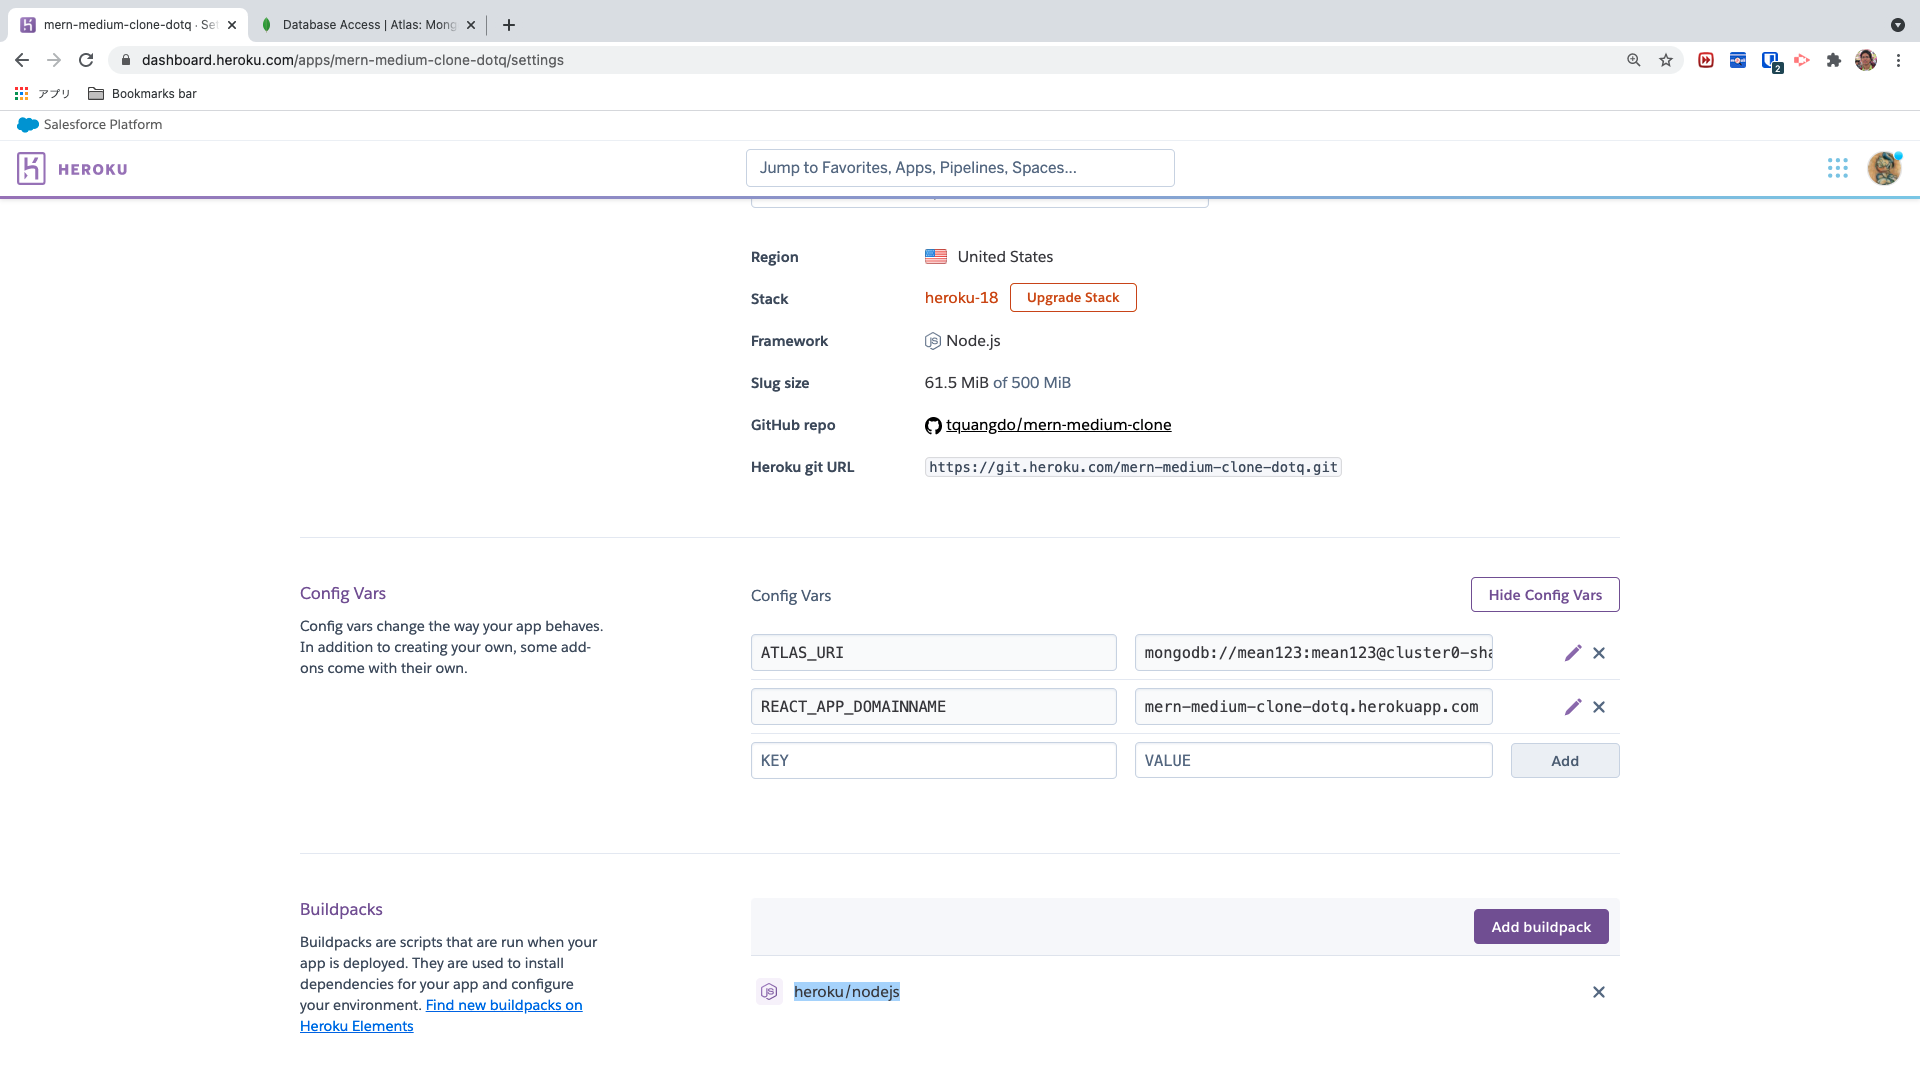 mern-medium-clone-dotq · Set
Database Access | Atlas: Mong
dashboard.heroku.com/apps/mern-medium-clone-dotq/settings
2
アプリ
Bookmarks bar
Salesforce Platform
HEROKU
Jump to Favorites, Apps, Pipelines, Spaces...
Region
United States
Stack
heroku-18
Upgrade Stack
Framework
Node.js
Slug size
61.5 MiB of 500 MiB
GitHub repo
tquangdo/mern-medium-clone
Heroku git URL
https://git.heroku.com/mern-medium-clone-dotq.git
Config Vars
Config vars change the way your app behaves.
In addition to creating your own, some add-
ons come with their own.
Config Vars
Hide Config Vars
ATLAS_URI
mongodb://mean123:mean123@cluster0-sha
REACT_APP_DOMAINNAME
mern-medium-clone-dotq.herokuapp.com
KEY
VALUE
Add
Buildpacks
Buildpacks are scripts that are run when your
app is deployed. They are used to install
dependencies for your app and configure
your environment. Find new buildpacks on
Heroku Elements
Add buildpack
heroku/nodejs